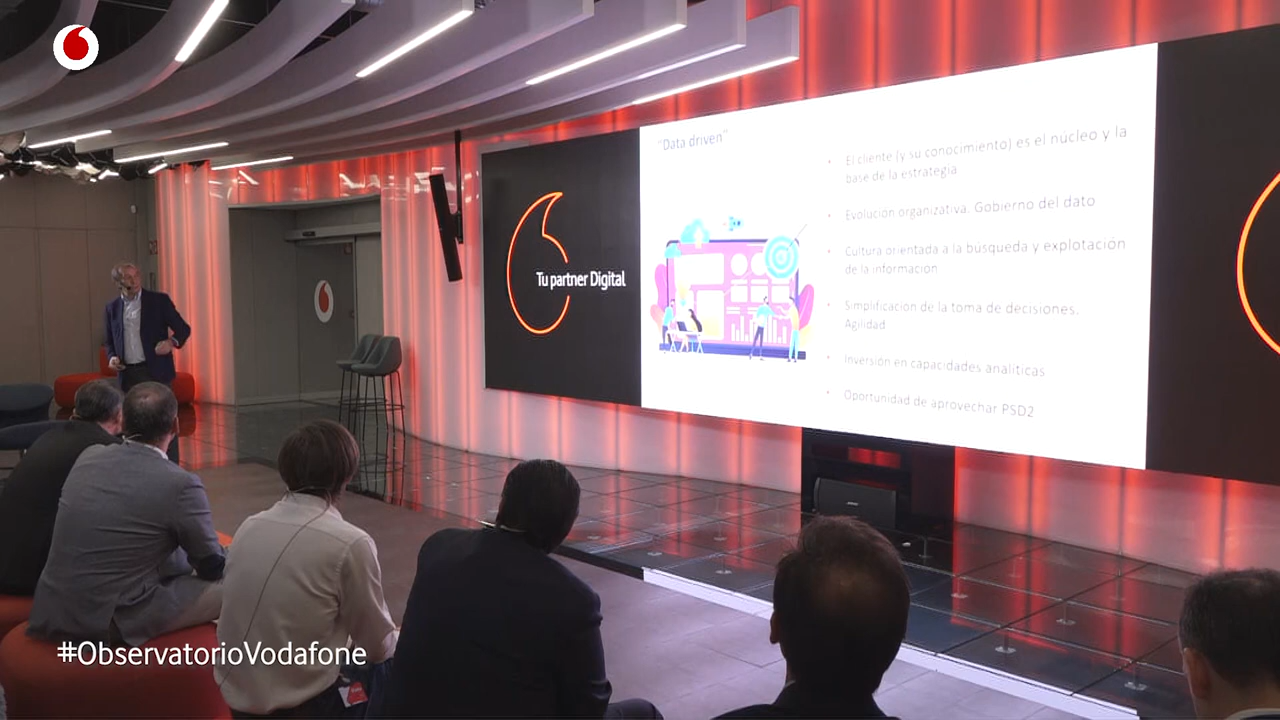 "Data driven"
El cliente (y su conocimiento) es el núcleo y la
base de la estrategia
Evolución organizativa. Gobierno del dato
Cultura orientada a la busqueda y explotación
de la informacion
Simplificacion de la toma de decisiones.
Agilidad
Inversión en capacidades analíticas
Oportunidad de aprovechar PSD2
Tu partner Digital
#ObservatorioVodafone